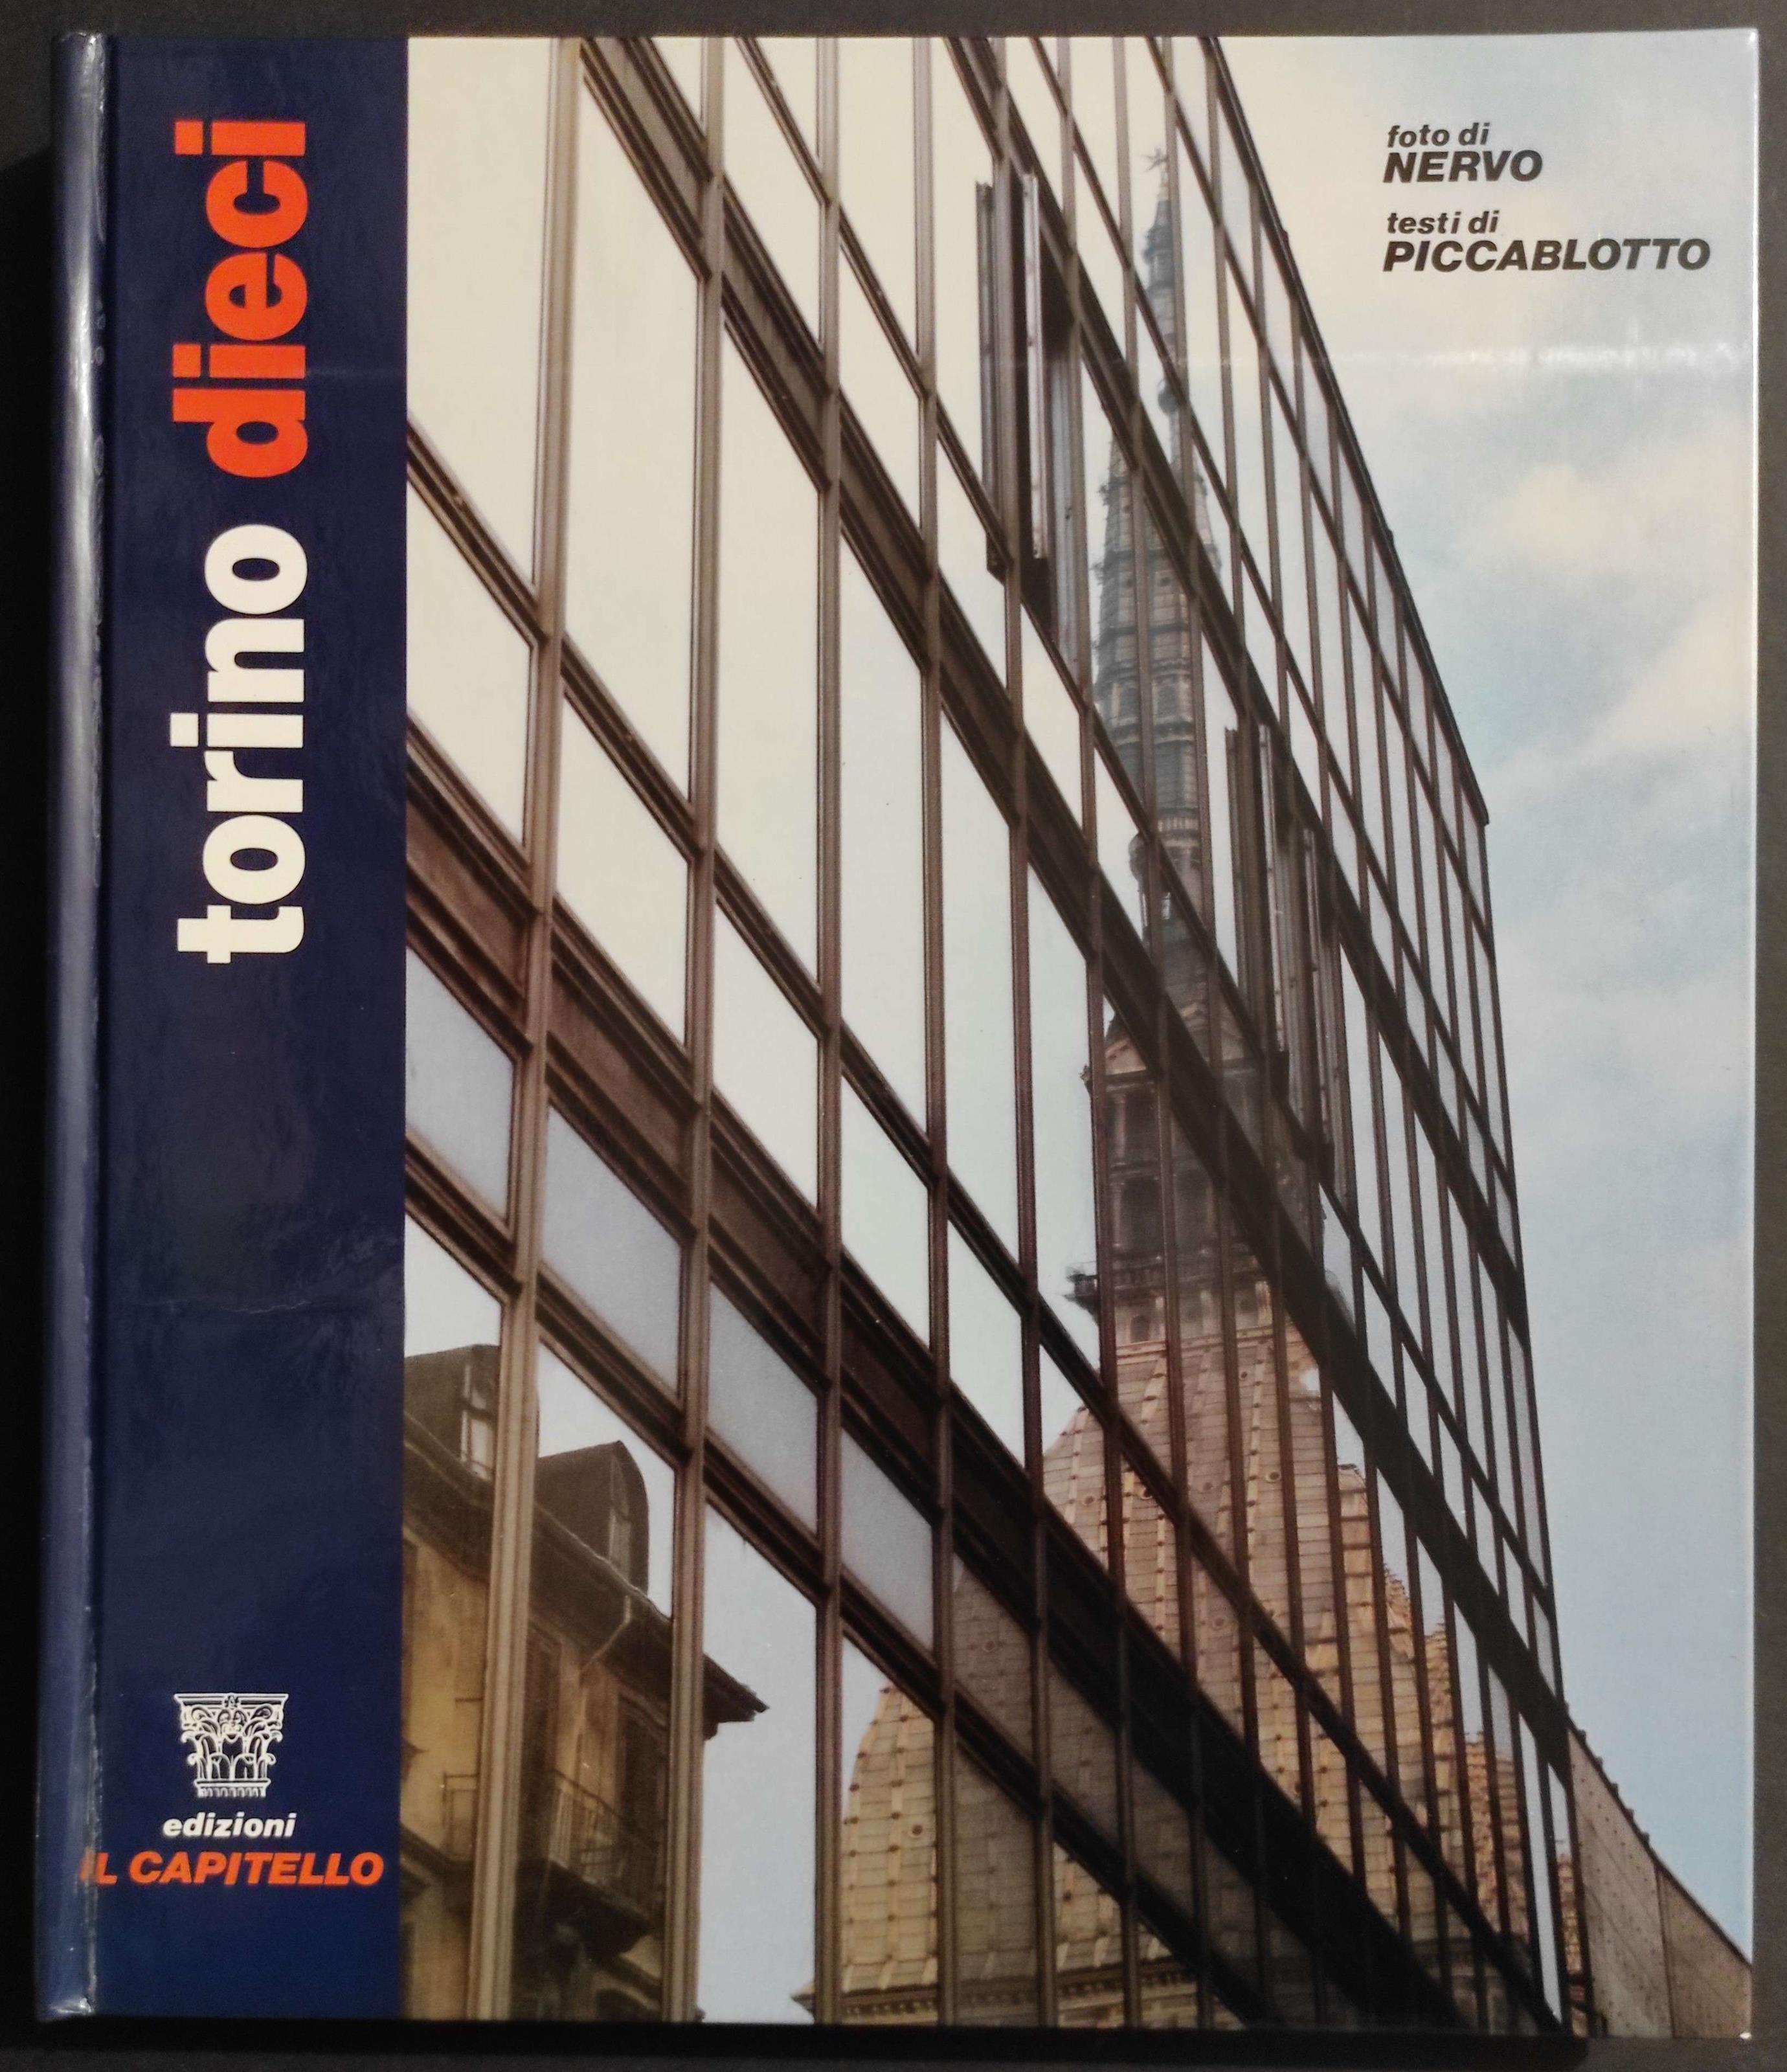 torino dieci
foto di
NERVO
testi di
PICCABLOTTO
edizioni
IL CAPITELLO